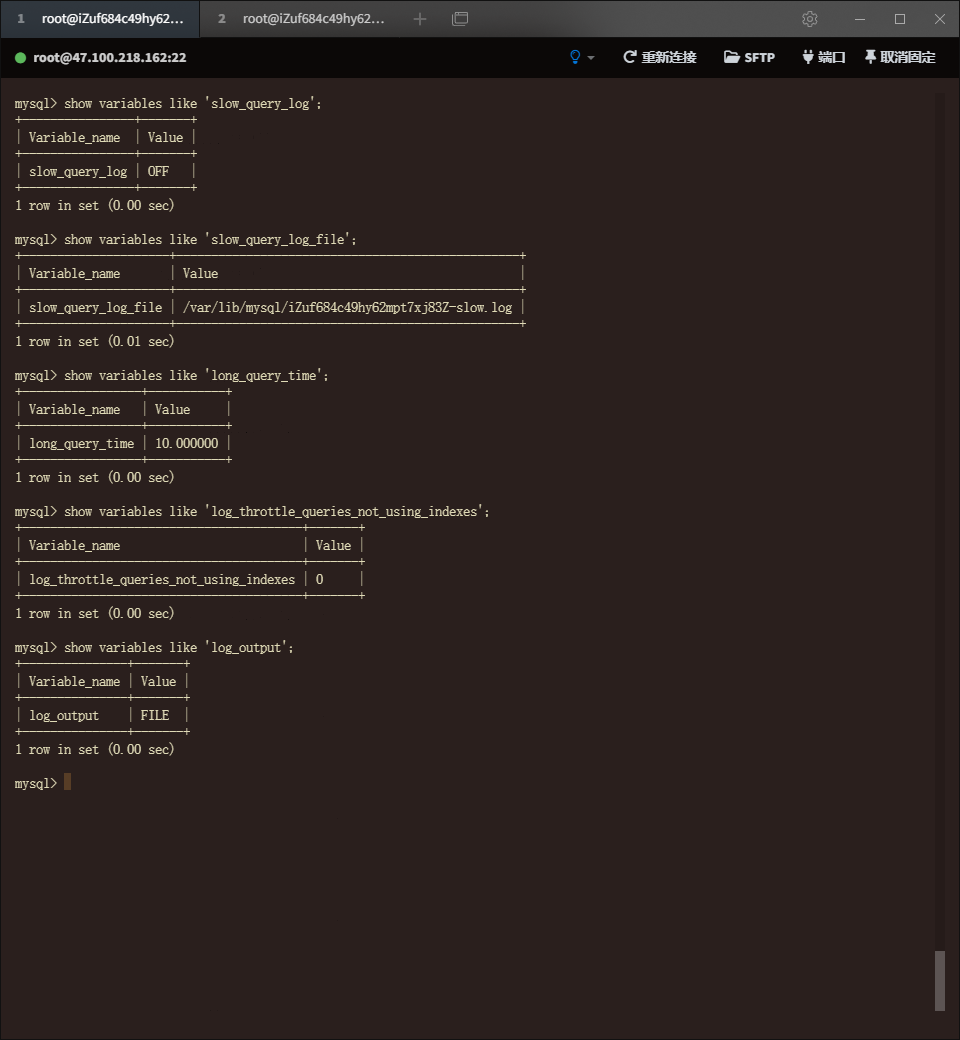 1 root@iZuf684c49hy62... 2 root@iZuf684c49hy62...
root@47.100.218.162:22 重新连接 SFTP 端口 取消固定
mysql> show variables like 'slow_query_log';
+----------------+-------+
| Variable_name  | Value |
+----------------+-------+
| slow_query_log | OFF   |
+----------------+-------+
1 row in set (0.00 sec)
mysql> show variables like 'slow_query_log_file';
+---------------------+-------------------------------------------------+
| Variable_name       | Value                                           |
+---------------------+-------------------------------------------------+
| slow_query_log_file | /var/lib/mysql/iZuf684c49hy62mpt7xj83Z-slow.log |
+---------------------+-------------------------------------------------+
1 row in set (0.01 sec)
mysql> show variables like 'long_query_time';
+-----------------+-----------+
| Variable_name   | Value     |
+-----------------+-----------+
| long_query_time | 10.000000 |
+-----------------+-----------+
1 row in set (0.00 sec)
mysql> show variables like 'log_throttle_queries_not_using_indexes';
+----------------------------------------+-------+
| Variable_name                          | Value |
+----------------------------------------+-------+
| log_throttle_queries_not_using_indexes | 0     |
+----------------------------------------+-------+
1 row in set (0.00 sec)
mysql> show variables like 'log_output';
+---------------+-------+
| Variable_name | Value |
+---------------+-------+
| log_output    | FILE  |
+---------------+-------+
1 row in set (0.00 sec)
mysql>